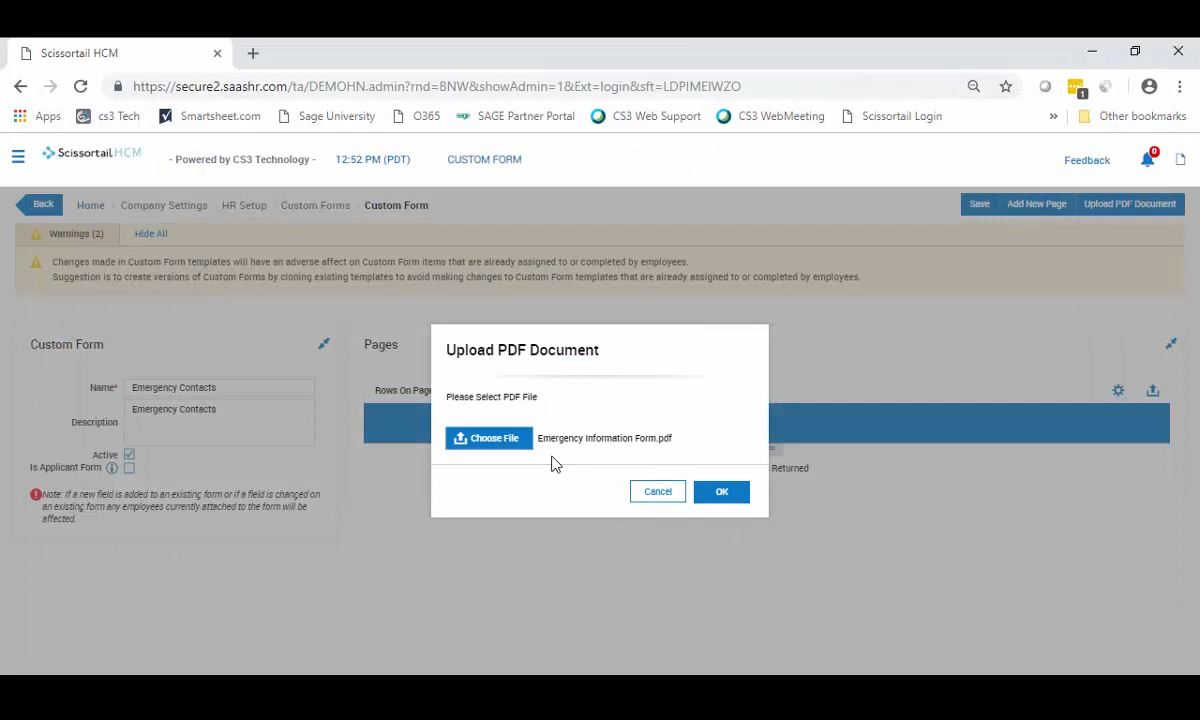 Scissortail HCM
https://secure2.saashr.com/ta/DEMOHN.admin?rnd=BNW&showAdmin=1&Ext=login&sft=LDPIMEIWZO
1
Apps cs3 Tech Smartsheet.com Sage University O365 SAGE Partner Portal CS3 Web Support CS3 WebMeeting Scissortail Login » Other bookmarks
Scissortail HCM - Powered by CS3 Technology - 12:52 PM (PDT) CUSTOM FORM Feedback 0
Back Home Company Settings HR Setup Custom Forms Custom Form Save Add New Page Upload PDF Document
Warnings (2) Hide All
Changes made in Custom Form templates will have an adverse affect on Custom Form items that are already assigned to or completed by employees.
Suggestion is to create versions of Custom Forms by cloning existing templates to avoid making changes to Custom Form templates that are already assigned to or completed by employees.
Custom Form
Name* Emergency Contacts
Description Emergency Contacts
Active
Is Applicant Form
Note: If a new field is added to an existing form or if a field is changed on
an existing form any employees currently attached to the form will be
affected.
Pages
Rows On Page
Returned
Upload PDF Document
Please Select PDF File
Choose File Emergency Information Form.pdf
Cancel OK